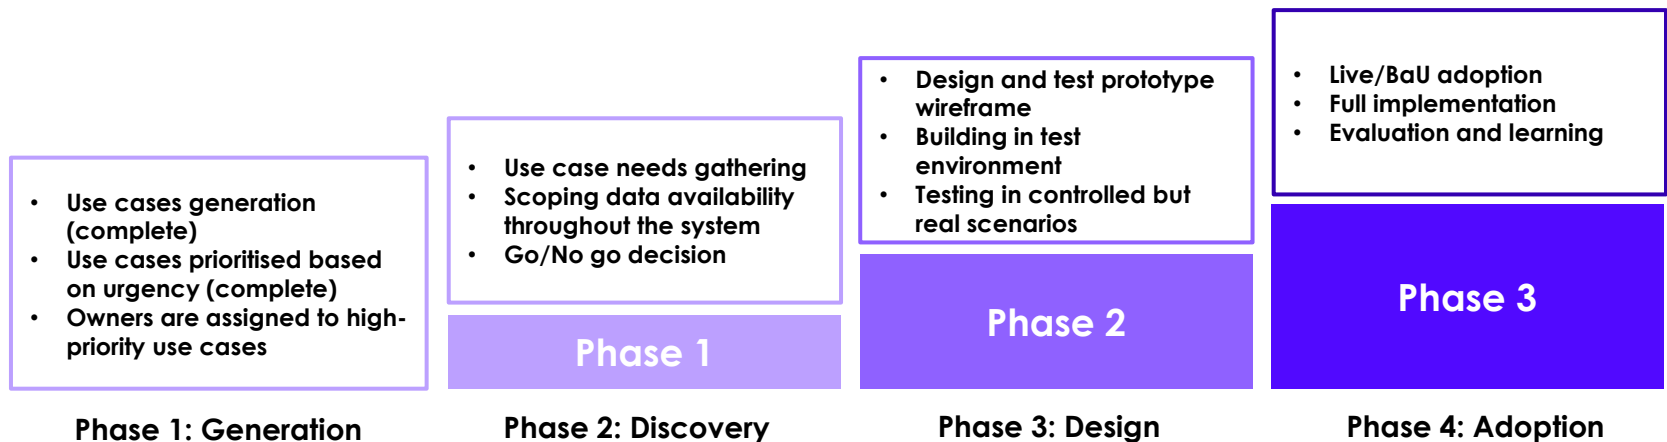 • Use cases generation
(complete)
• Use cases prioritised based
on urgency (complete)
• Owners are assigned to high-
priority use cases
Phase 1: Generation
• Use case needs gathering
• Scoping data availability
throughout the system
• Go/No go decision
Phase 1
Phase 2: Discovery
• Design and test prototype
wireframe
• Building in test
environment
• Testing in controlled but
real scenarios
Phase 2
Phase 3: Design
• Live/BaU adoption
• Full implementation
• Evaluation and learning
Phase 3
Phase 4: Adoption